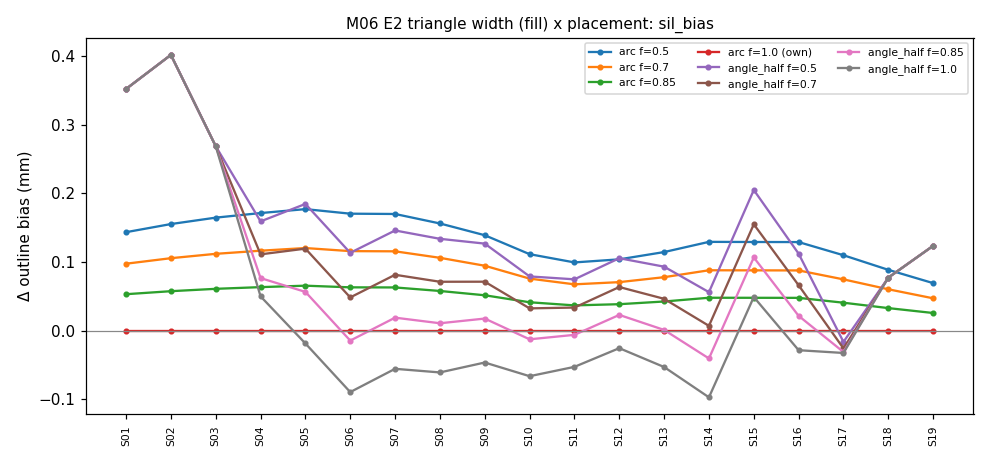 M06 E2 triangle width (fill) x placement: sil_bias
arc f=0.5
arc f=0.7
arc f=0.85
arc f=1.0 (own)
angle_half f=0.5
angle_half f=0.7
angle_half f=0.85
angle_half f=1.0
Δ outline bias (mm)
0.4
0.3
0.2
0.1
0.0
−0.1
S01 S02 S03 S04 S05 S06 S07 S08 S09 S10 S11 S12 S13 S14 S15 S16 S17 S18 S19